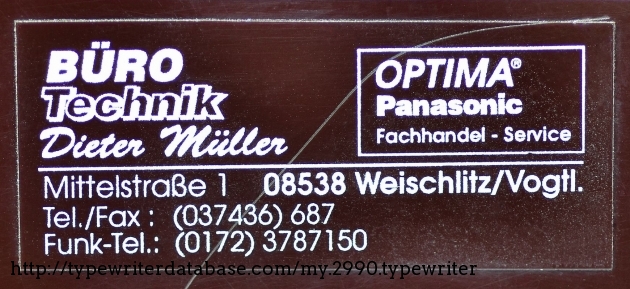 BÜRO
Technik
Dieter Müller
OPTIMA®
Panasonic
Fachhandel - Service
Mittelstraße 1 08538 Weischlitz/Vogtl.
Tel./Fax : (037436) 687
Funk-Tel.: (0172) 3787150
http://typewriterdatabase.com/my.2990.typewriter